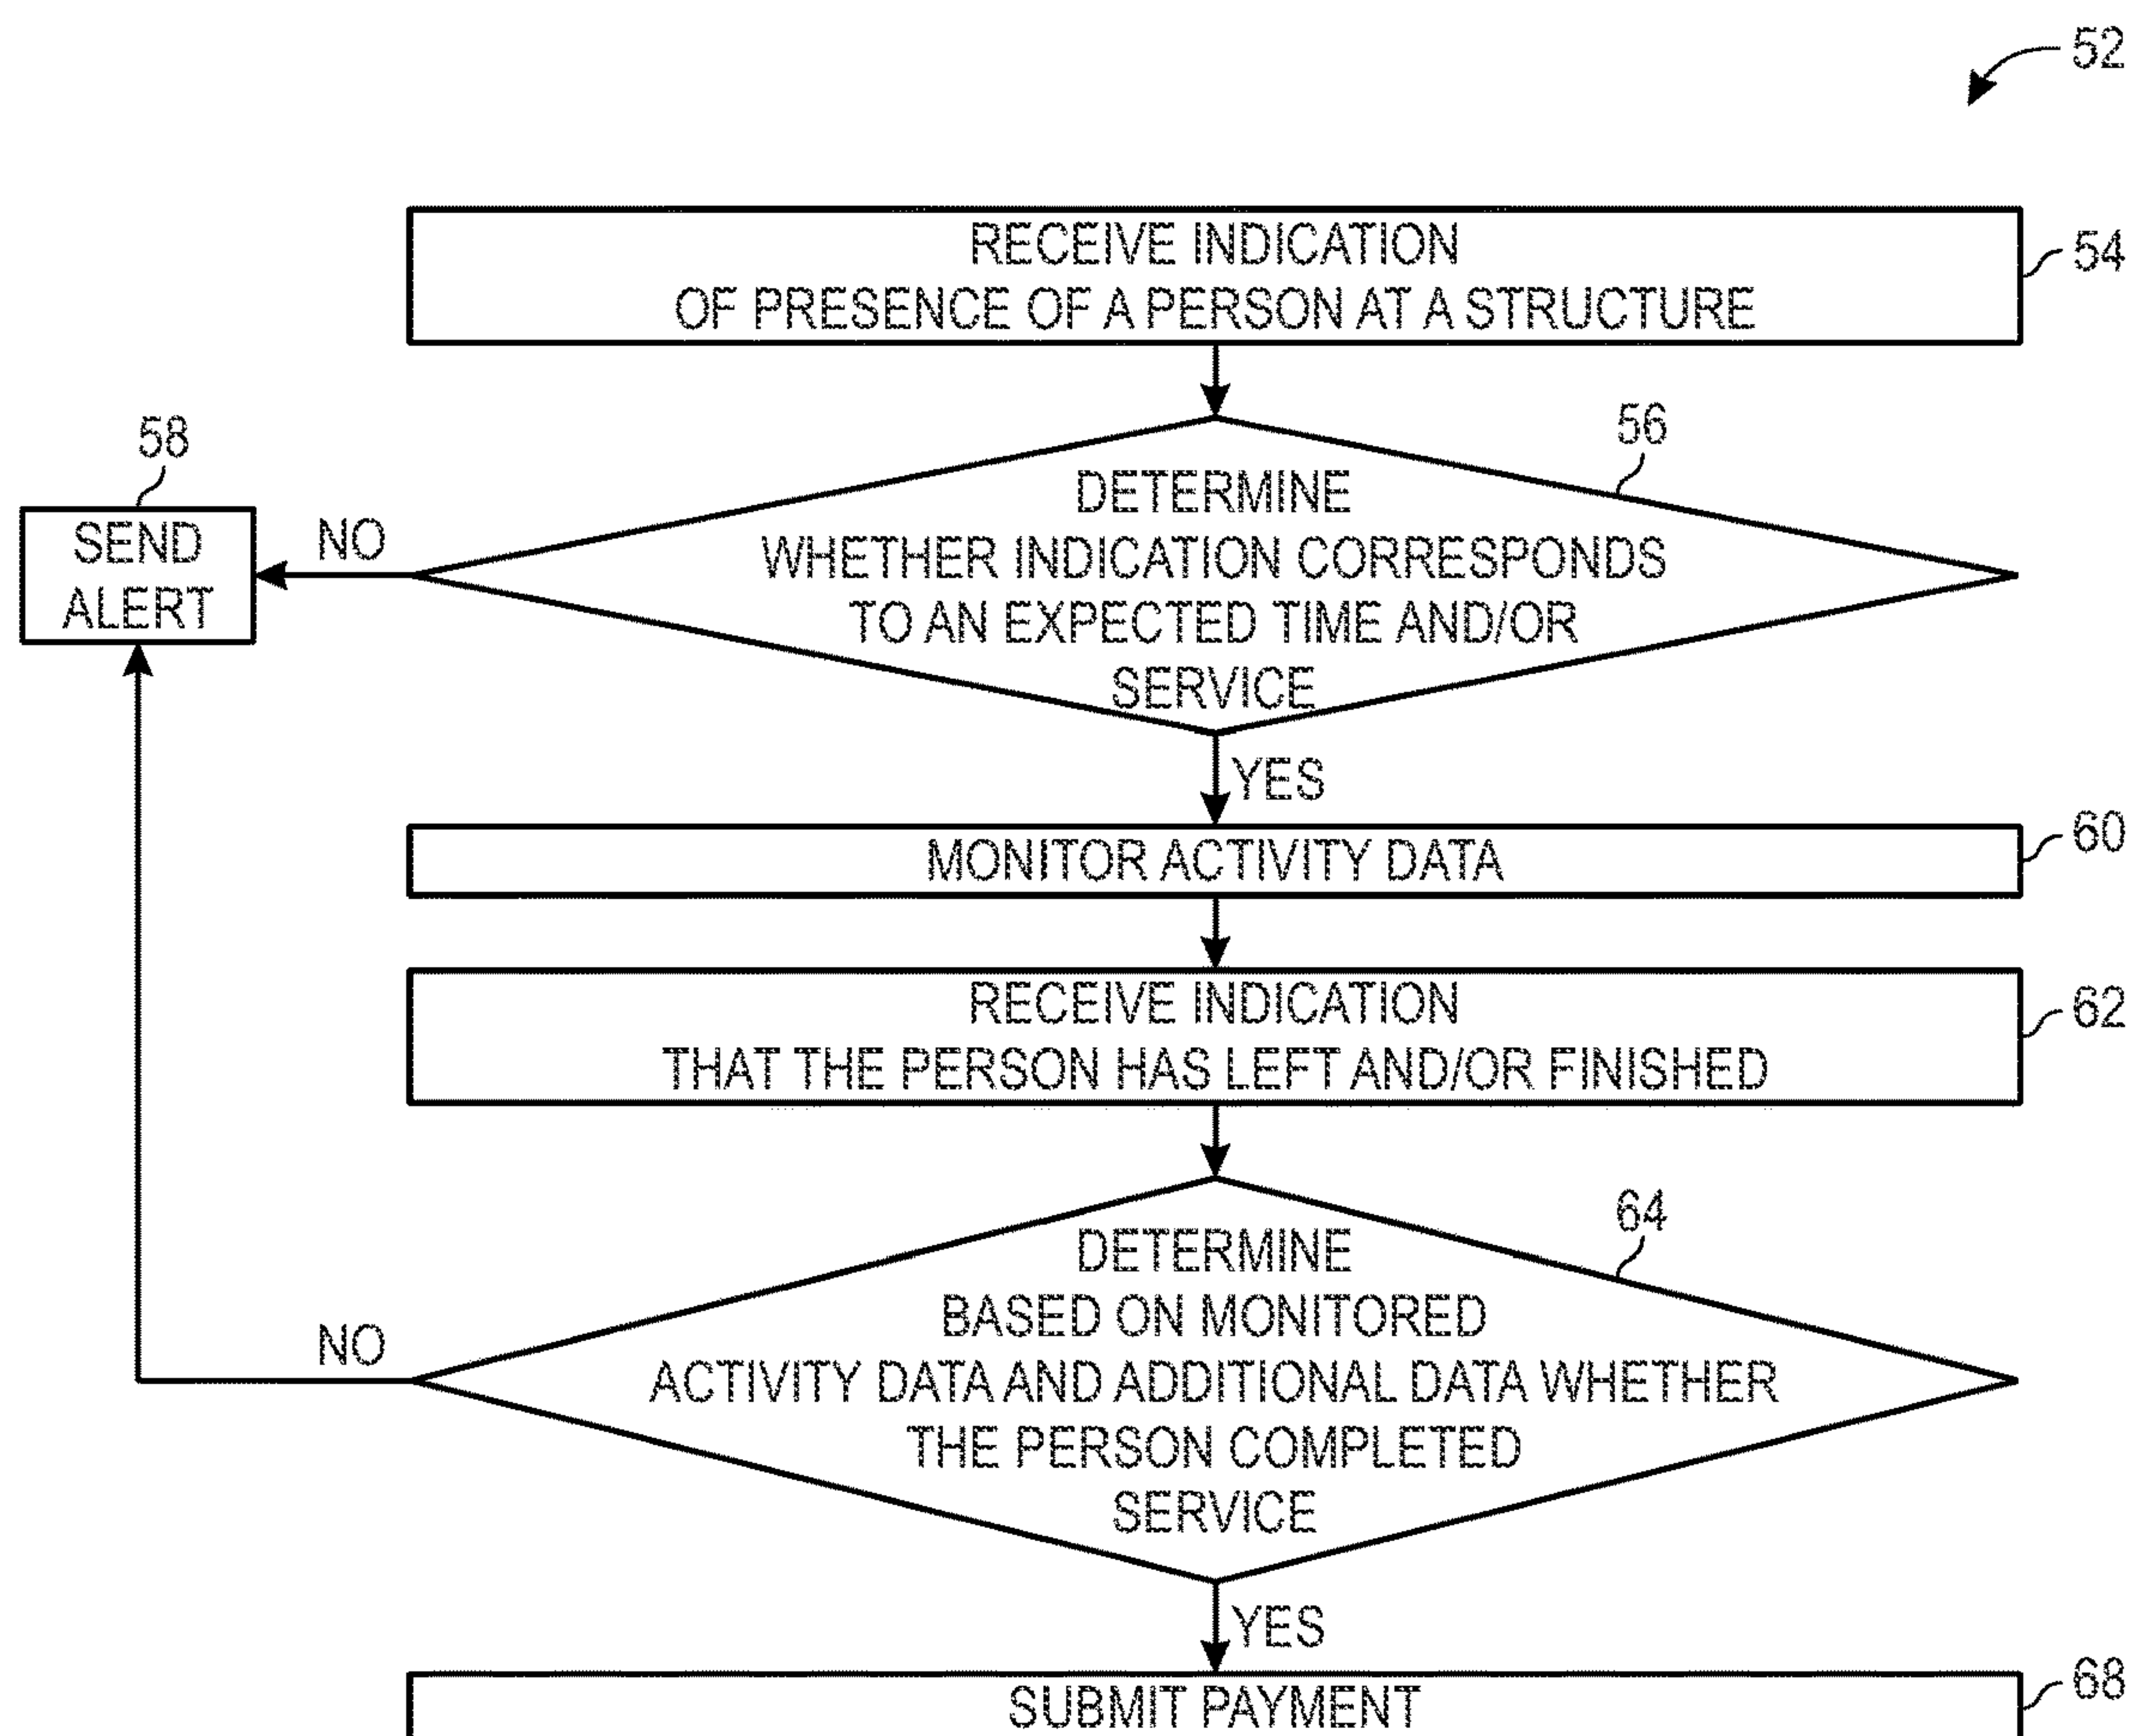 52
RECEIVE INDICATION
OF PRESENCE OF A PERSON AT A STRUCTURE
54
58
56
SEND
ALERT
NO
DETERMINE
WHETHER INDICATION CORRESPONDS
TO AN EXPECTED TIME AND/OR
SERVICE
YES
MONITOR ACTIVITY DATA
60
RECEIVE INDICATION
THAT THE PERSON HAS LEFT AND/OR FINISHED
62
64
NO
DETERMINE
BASED ON MONITORED
ACTIVITY DATA AND ADDITIONAL DATA WHETHER
THE PERSON COMPLETED
SERVICE
YES
SUBMIT PAYMENT
68